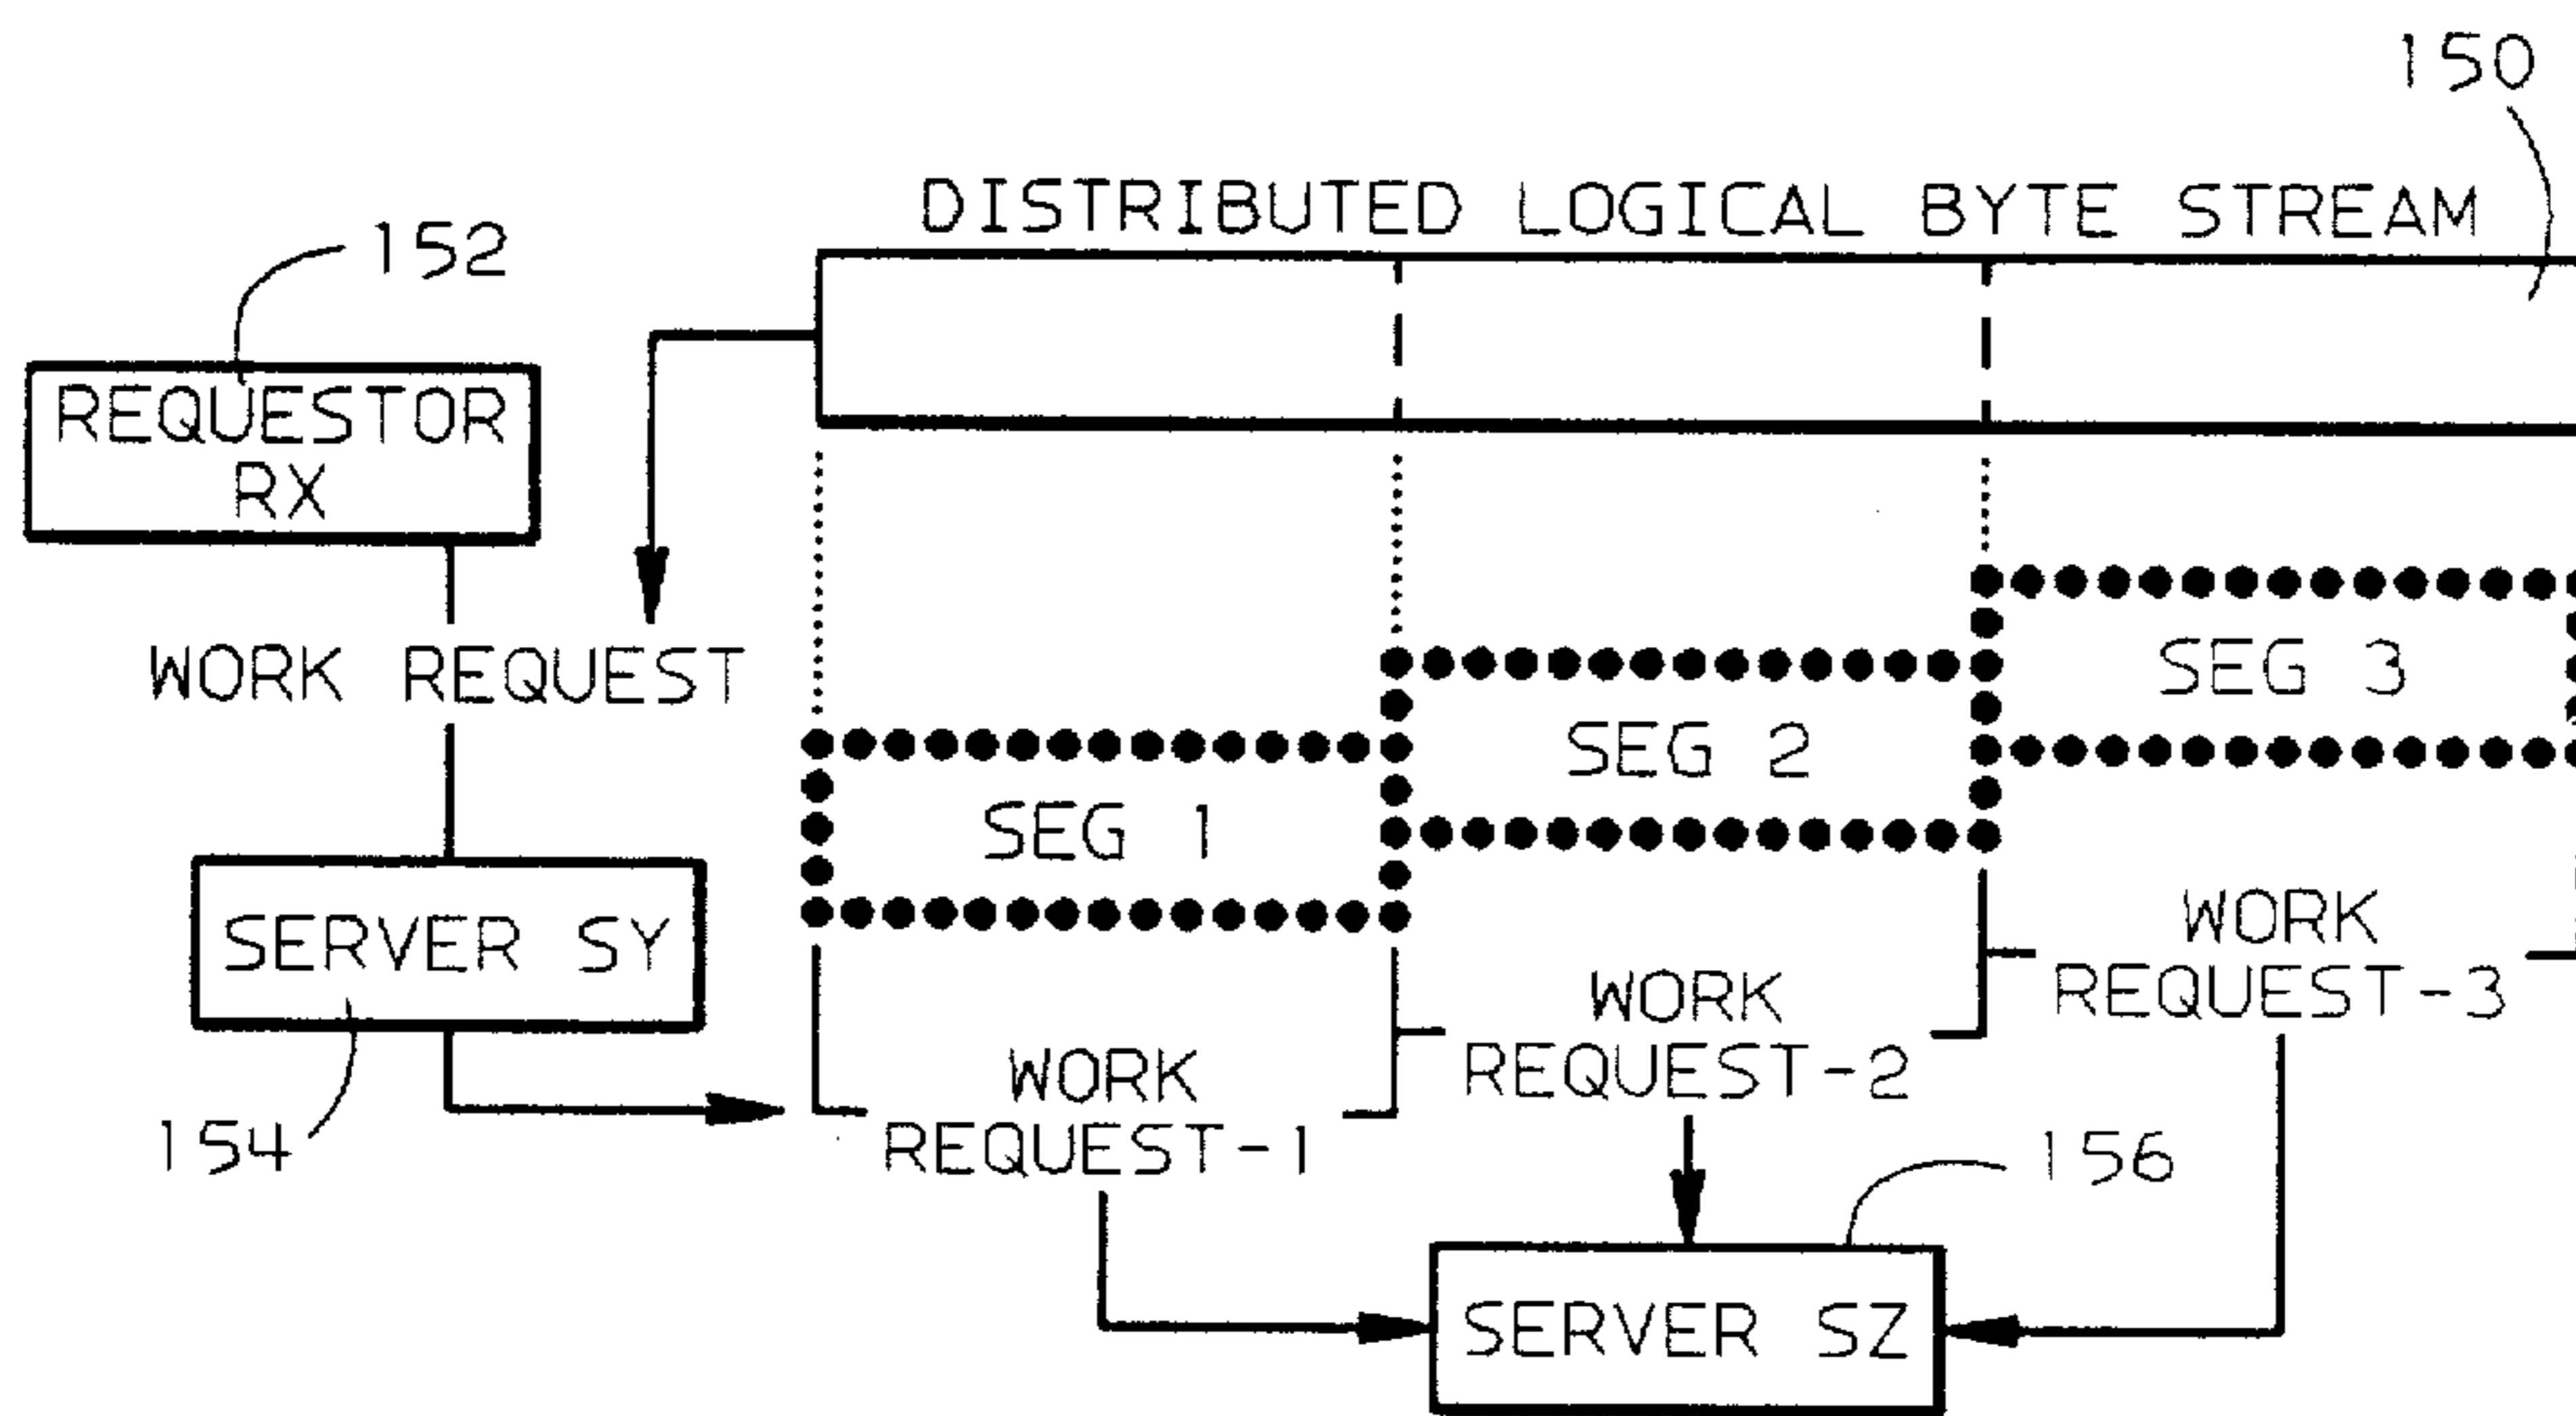 150
DISTRIBUTED LOGICAL BYTE STREAM
152
REQUESTOR
RX
WORK REQUEST
SEG 3
SEG 2
SEG 1
SERVER SY
WORK
REQUEST-3
WORK
REQUEST-2
WORK
REQUEST-1
154
156
SERVER SZ